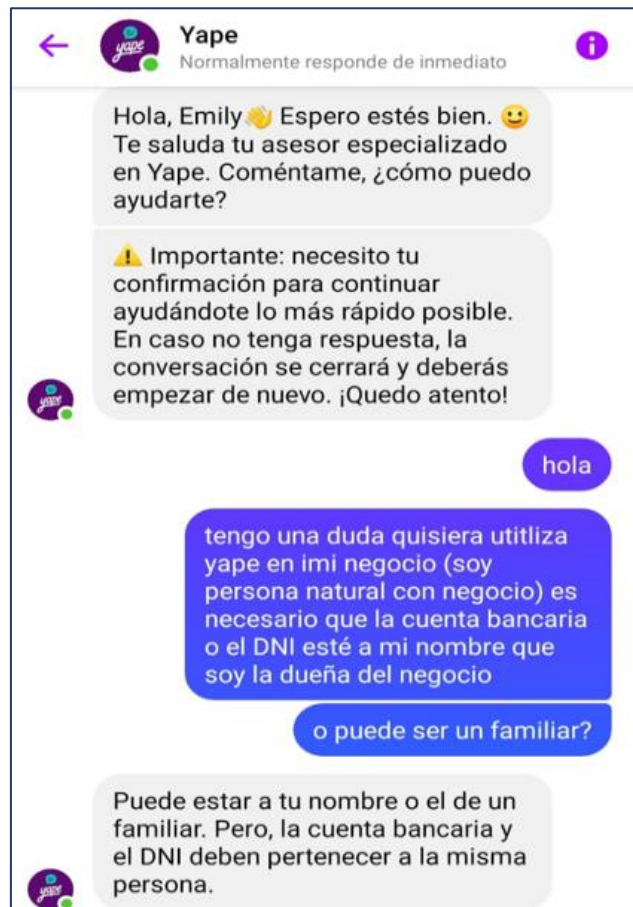 yape
Yape
Normalmente responde de inmediato
i
Hola, Emily👋 Espero estés bien. 😀
Te saluda tu asesor especializado
en Yape. Coméntame, ¿cómo puedo
ayudarte?
⚠️ Importante: necesito tu
confirmación para continuar
ayudándote lo más rápido posible.
En caso no tenga respuesta, la
conversación se cerrará y deberás
empezar de nuevo. ¡Quedo atento!
yape
hola
tengo una duda quisiera utitliza
yape en imi negocio (soy
persona natural con negocio) es
necesario que la cuenta bancaria
o el DNI esté a mi nombre que
soy la dueña del negocio
o puede ser un familiar?
Puede estar a tu nombre o el de un
familiar. Pero, la cuenta bancaria y
el DNI deben pertenecer a la misma
persona.
yape